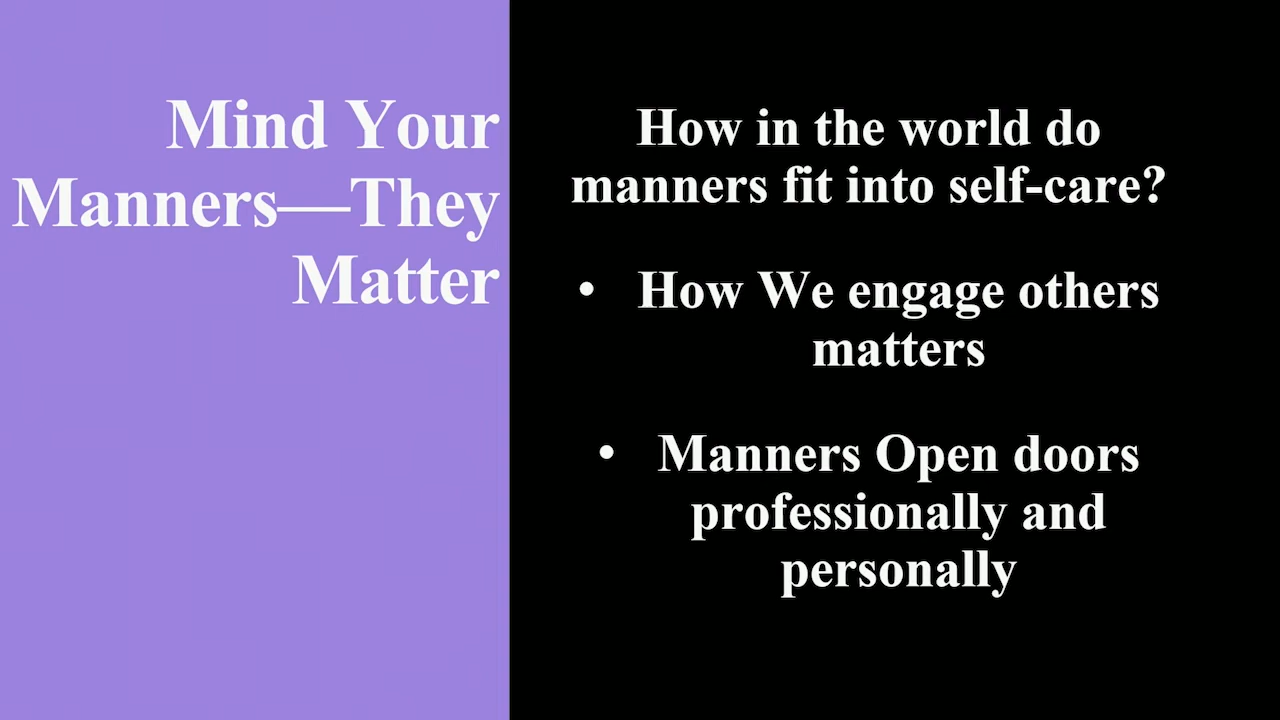 Mind Your
Manners—They
Matter
How in the world do
manners fit into self-care?
• How We engage others
matters
• Manners Open doors
professionally and
personally